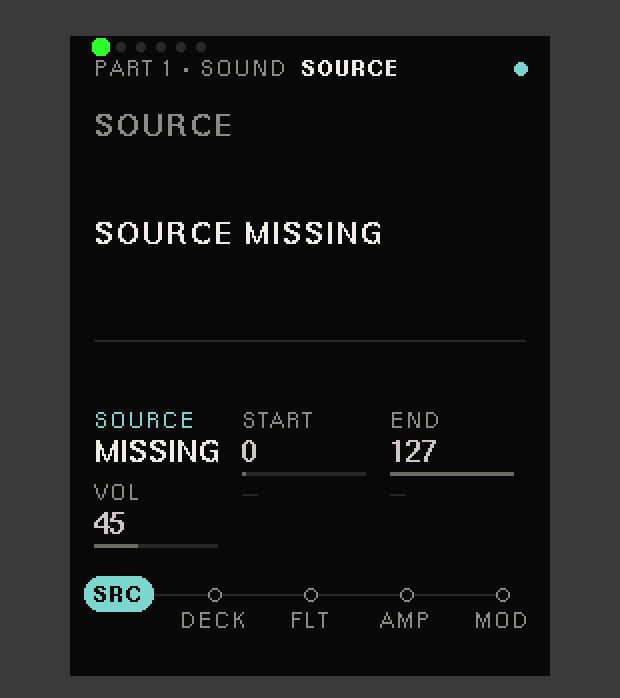 PART 1 · SOUND SOURCE
SOURCE
SOURCE MISSING
SOURCE START END
MISSING 0 127
VOL — —
45
SRC
DECK FLT AMP MOD